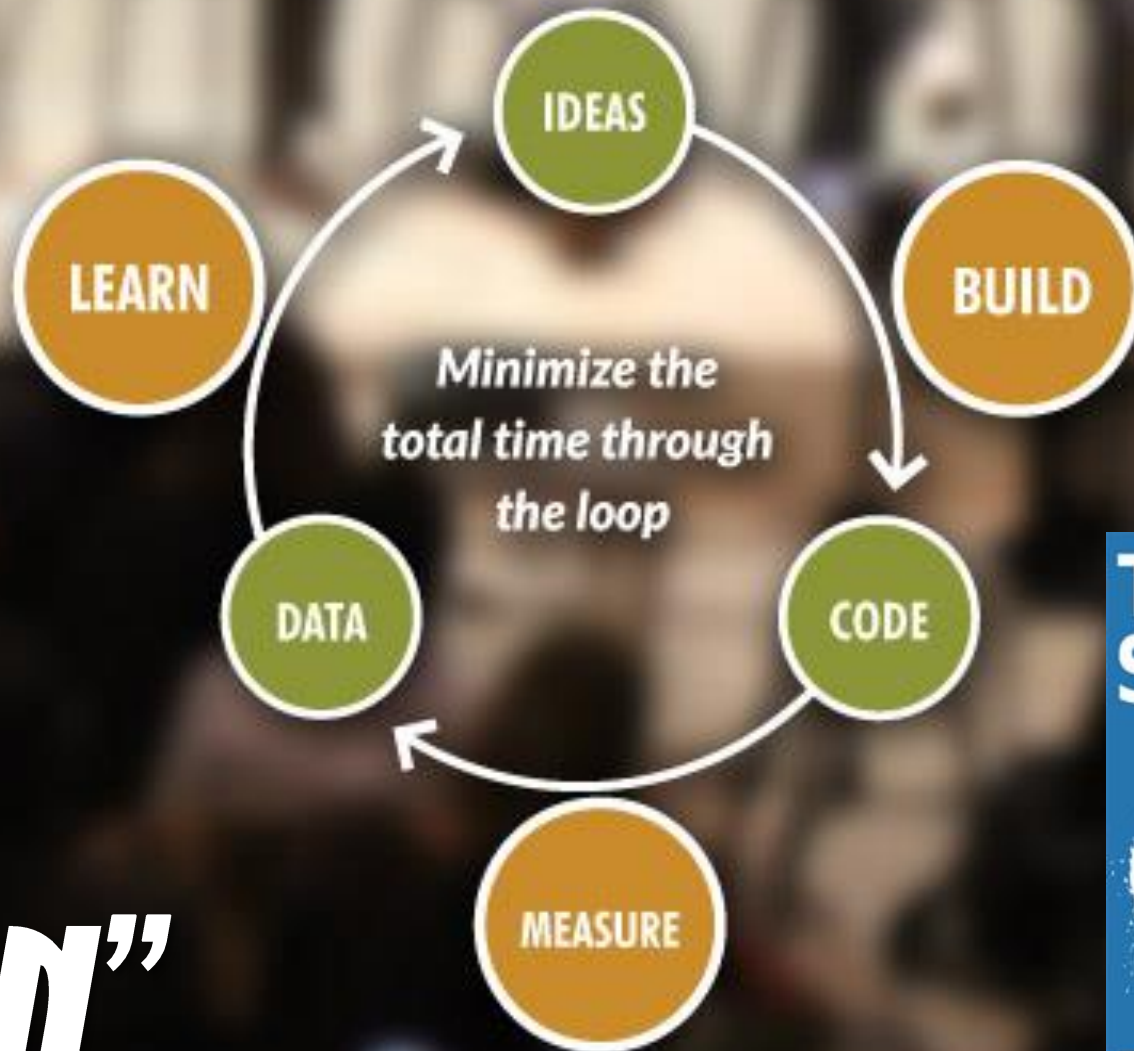 IDEAS
LEARN
BUILD
Minimize the
total time through
the loop
DATA
CODE
MEASURE